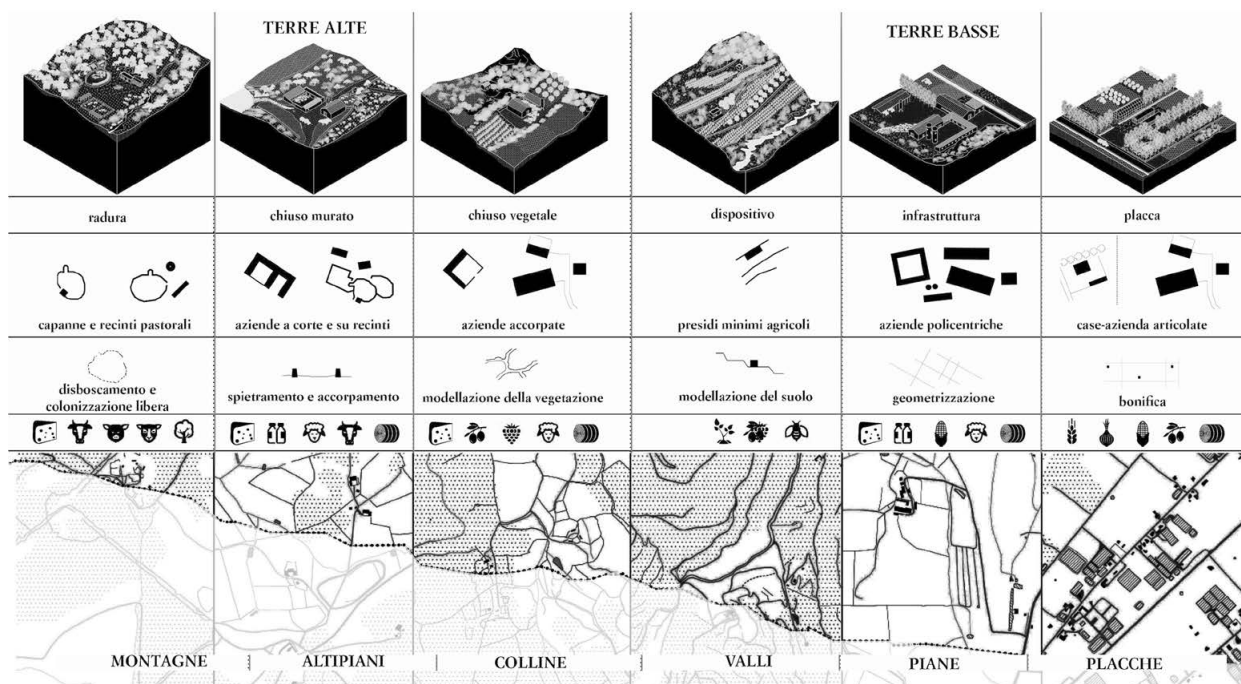 TERRE ALTE
TERRE BASSE
radura
chiuso murato
chiuso vegetale
dispositivo
infrastruttura
placca
capanne e recinti pastorali
aziende a corte e su recinti
aziende accorpate
presidi minimi agricoli
aziende policentriche
case-azienda articolate
disboscamento e
colonizzazione libera
spietramento e accorpamento
modellazione della vegetazione
modellazione del suolo
geometrizzazione
bonifica
MONTAGNE
ALTIPIANI
COLLINE
VALLI
PIANE
PLACCHE